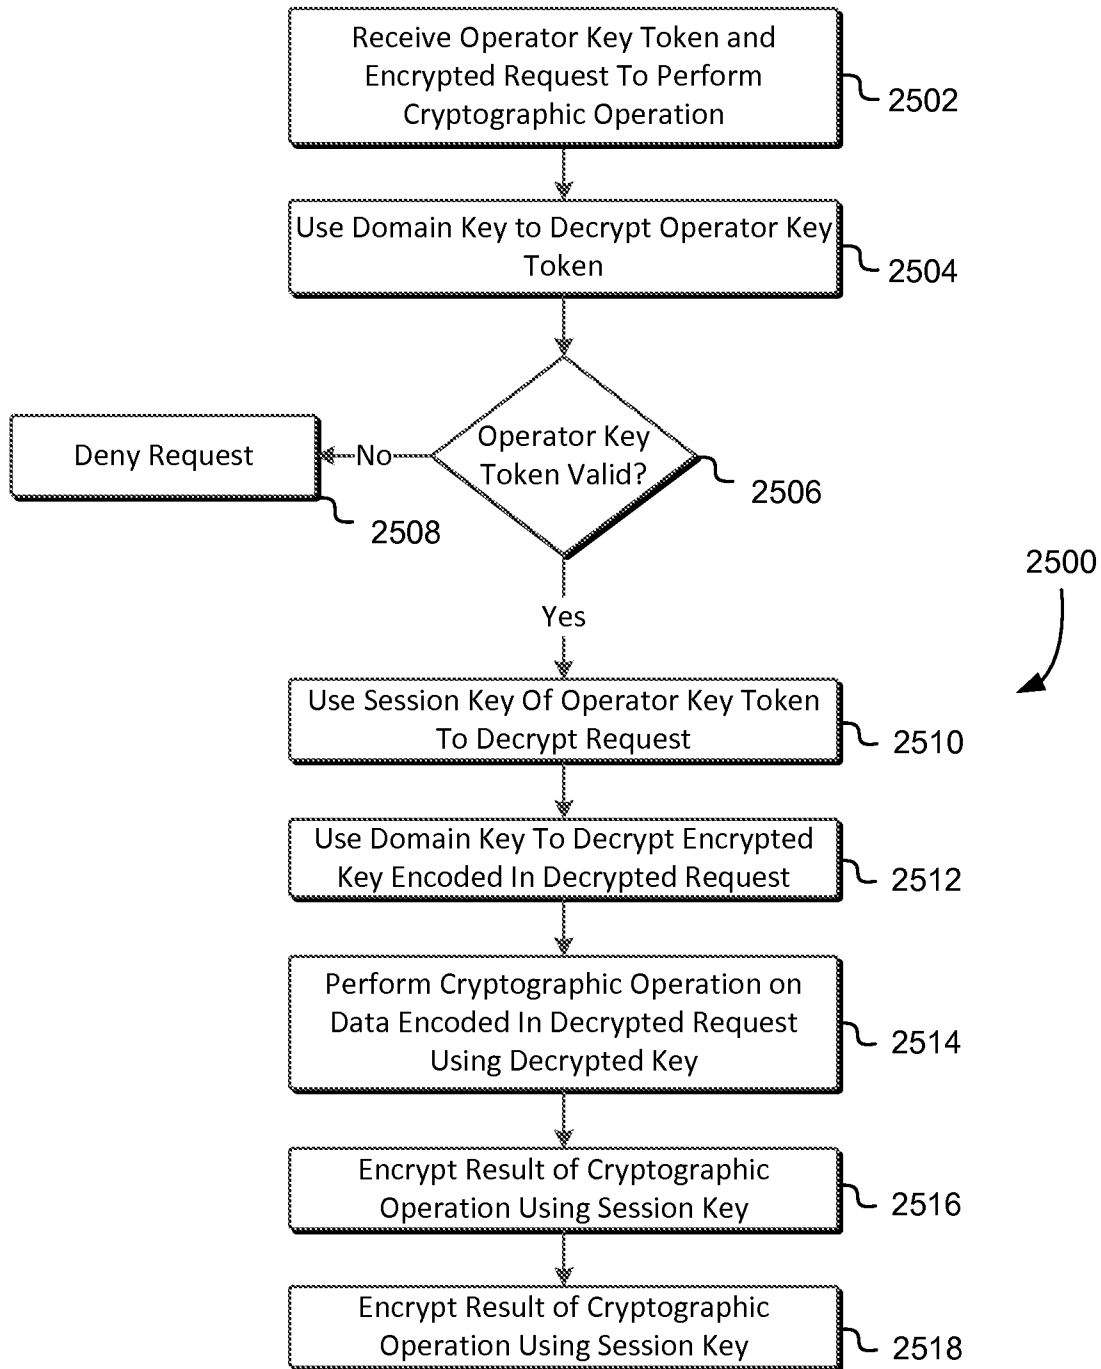 Receive Operator Key Token and
Encrypted Request To Perform
Cryptographic Operation
2502
Use Domain Key to Decrypt Operator Key
Token
2504
Operator Key
Token Valid?
2506
No
Deny Request
2508
2500
Yes
Use Session Key Of Operator Key Token
To Decrypt Request
2510
Use Domain Key To Decrypt Encrypted
Key Encoded In Decrypted Request
2512
Perform Cryptographic Operation on
Data Encoded In Decrypted Request
Using Decrypted Key
2514
Encrypt Result of Cryptographic
Operation Using Session Key
2516
Encrypt Result of Cryptographic
Operation Using Session Key
2518